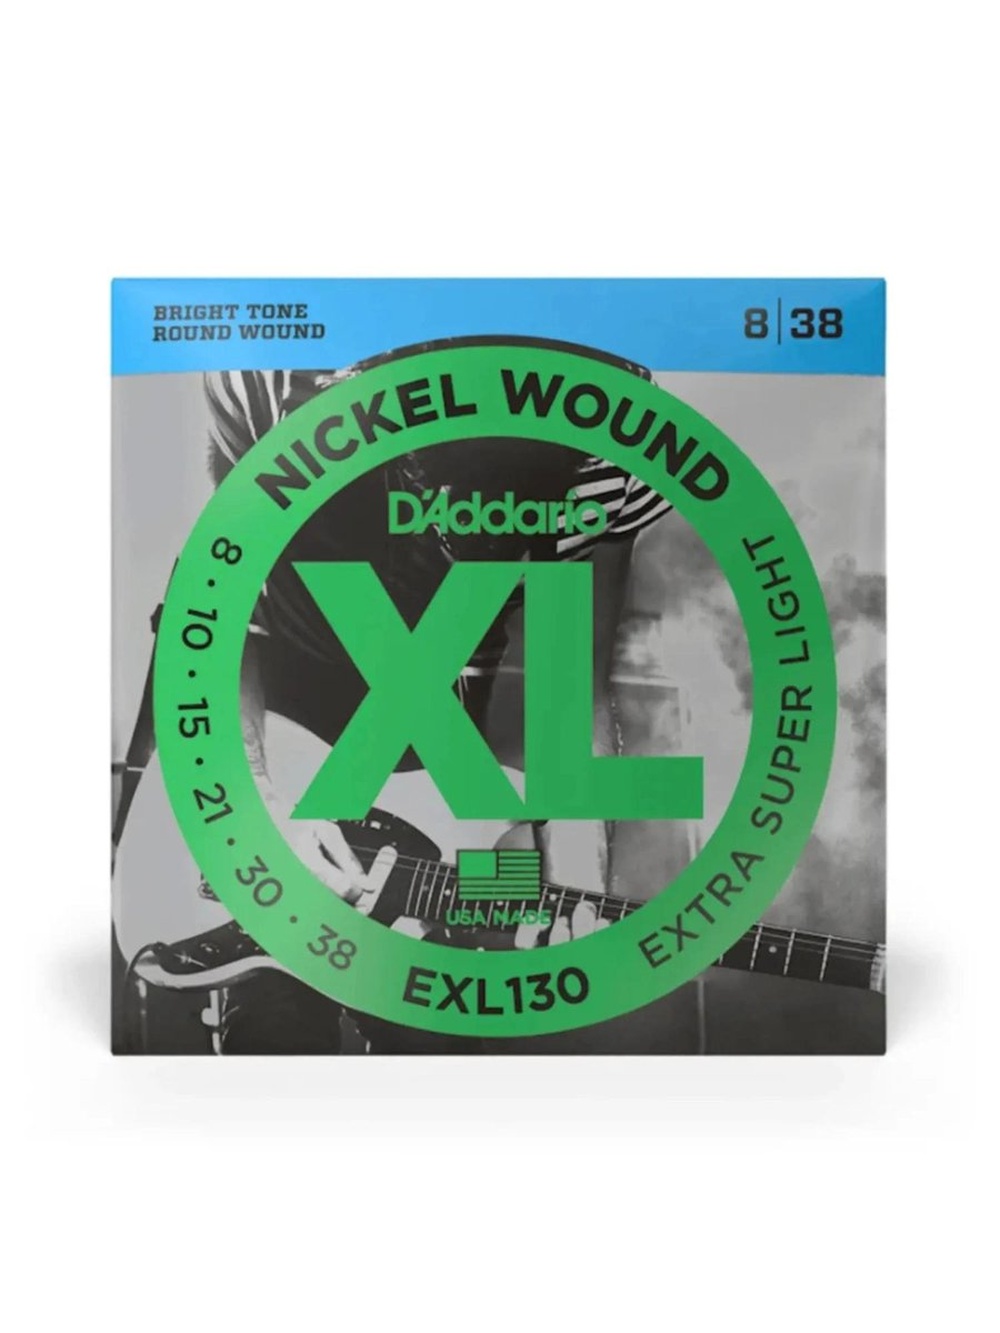 BRIGHT TONE
ROUND WOUND
8|38
NICKEL WOUND
D'Addario
XL
8 · 10 · 15 · 21 · 30 · 38
EXTRA SUPER LIGHT
USA MADE
EXL130